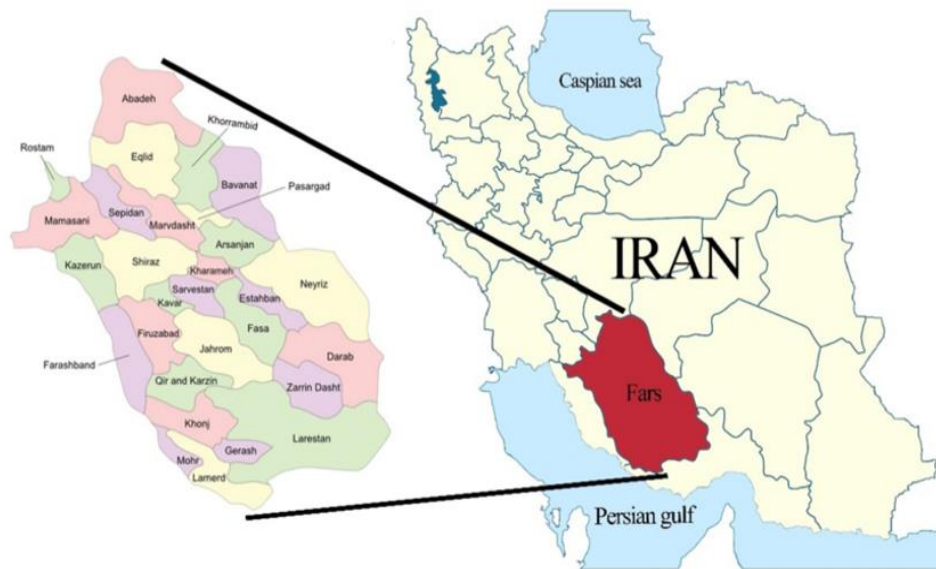 Abadeh
Khorrambid
Rostam
Eqlid
Bavanat
Pasargad
Sepidan
Mamasani
Marvdasht
Arsanjan
Kazerun
Shiraz
Kharameh
Neyriz
Sarvestan
Estahban
Kavar
Firuzabad
Fasa
Jahrom
Farashband
Darab
Qir and Karzin
Zarrin Dasht
Khonj
Larestan
Gerash
Mohr
Lamerd
Caspian sea
IRAN
Fars
Persian gulf